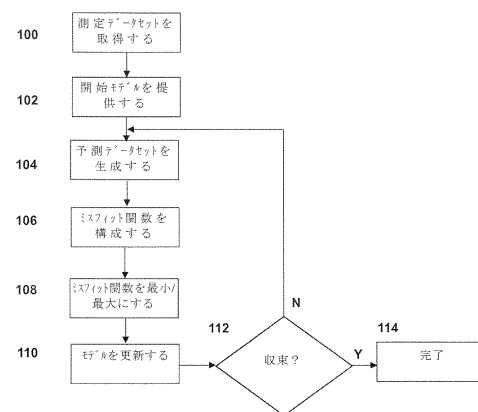 100
測定データセットを
取得する
102
開始ﾓﾃﾞﾙを提
供する
104
予測ﾃﾞｰﾀｾｯﾄを
生成する
106
ﾐｽﾌｨｯﾄ関数を
構成する
108
ﾐｽﾌｨｯﾄ関数を最小/
最大にする
110
ﾓﾃﾞﾙを更新する
112
収束？
N
Y
114
完了